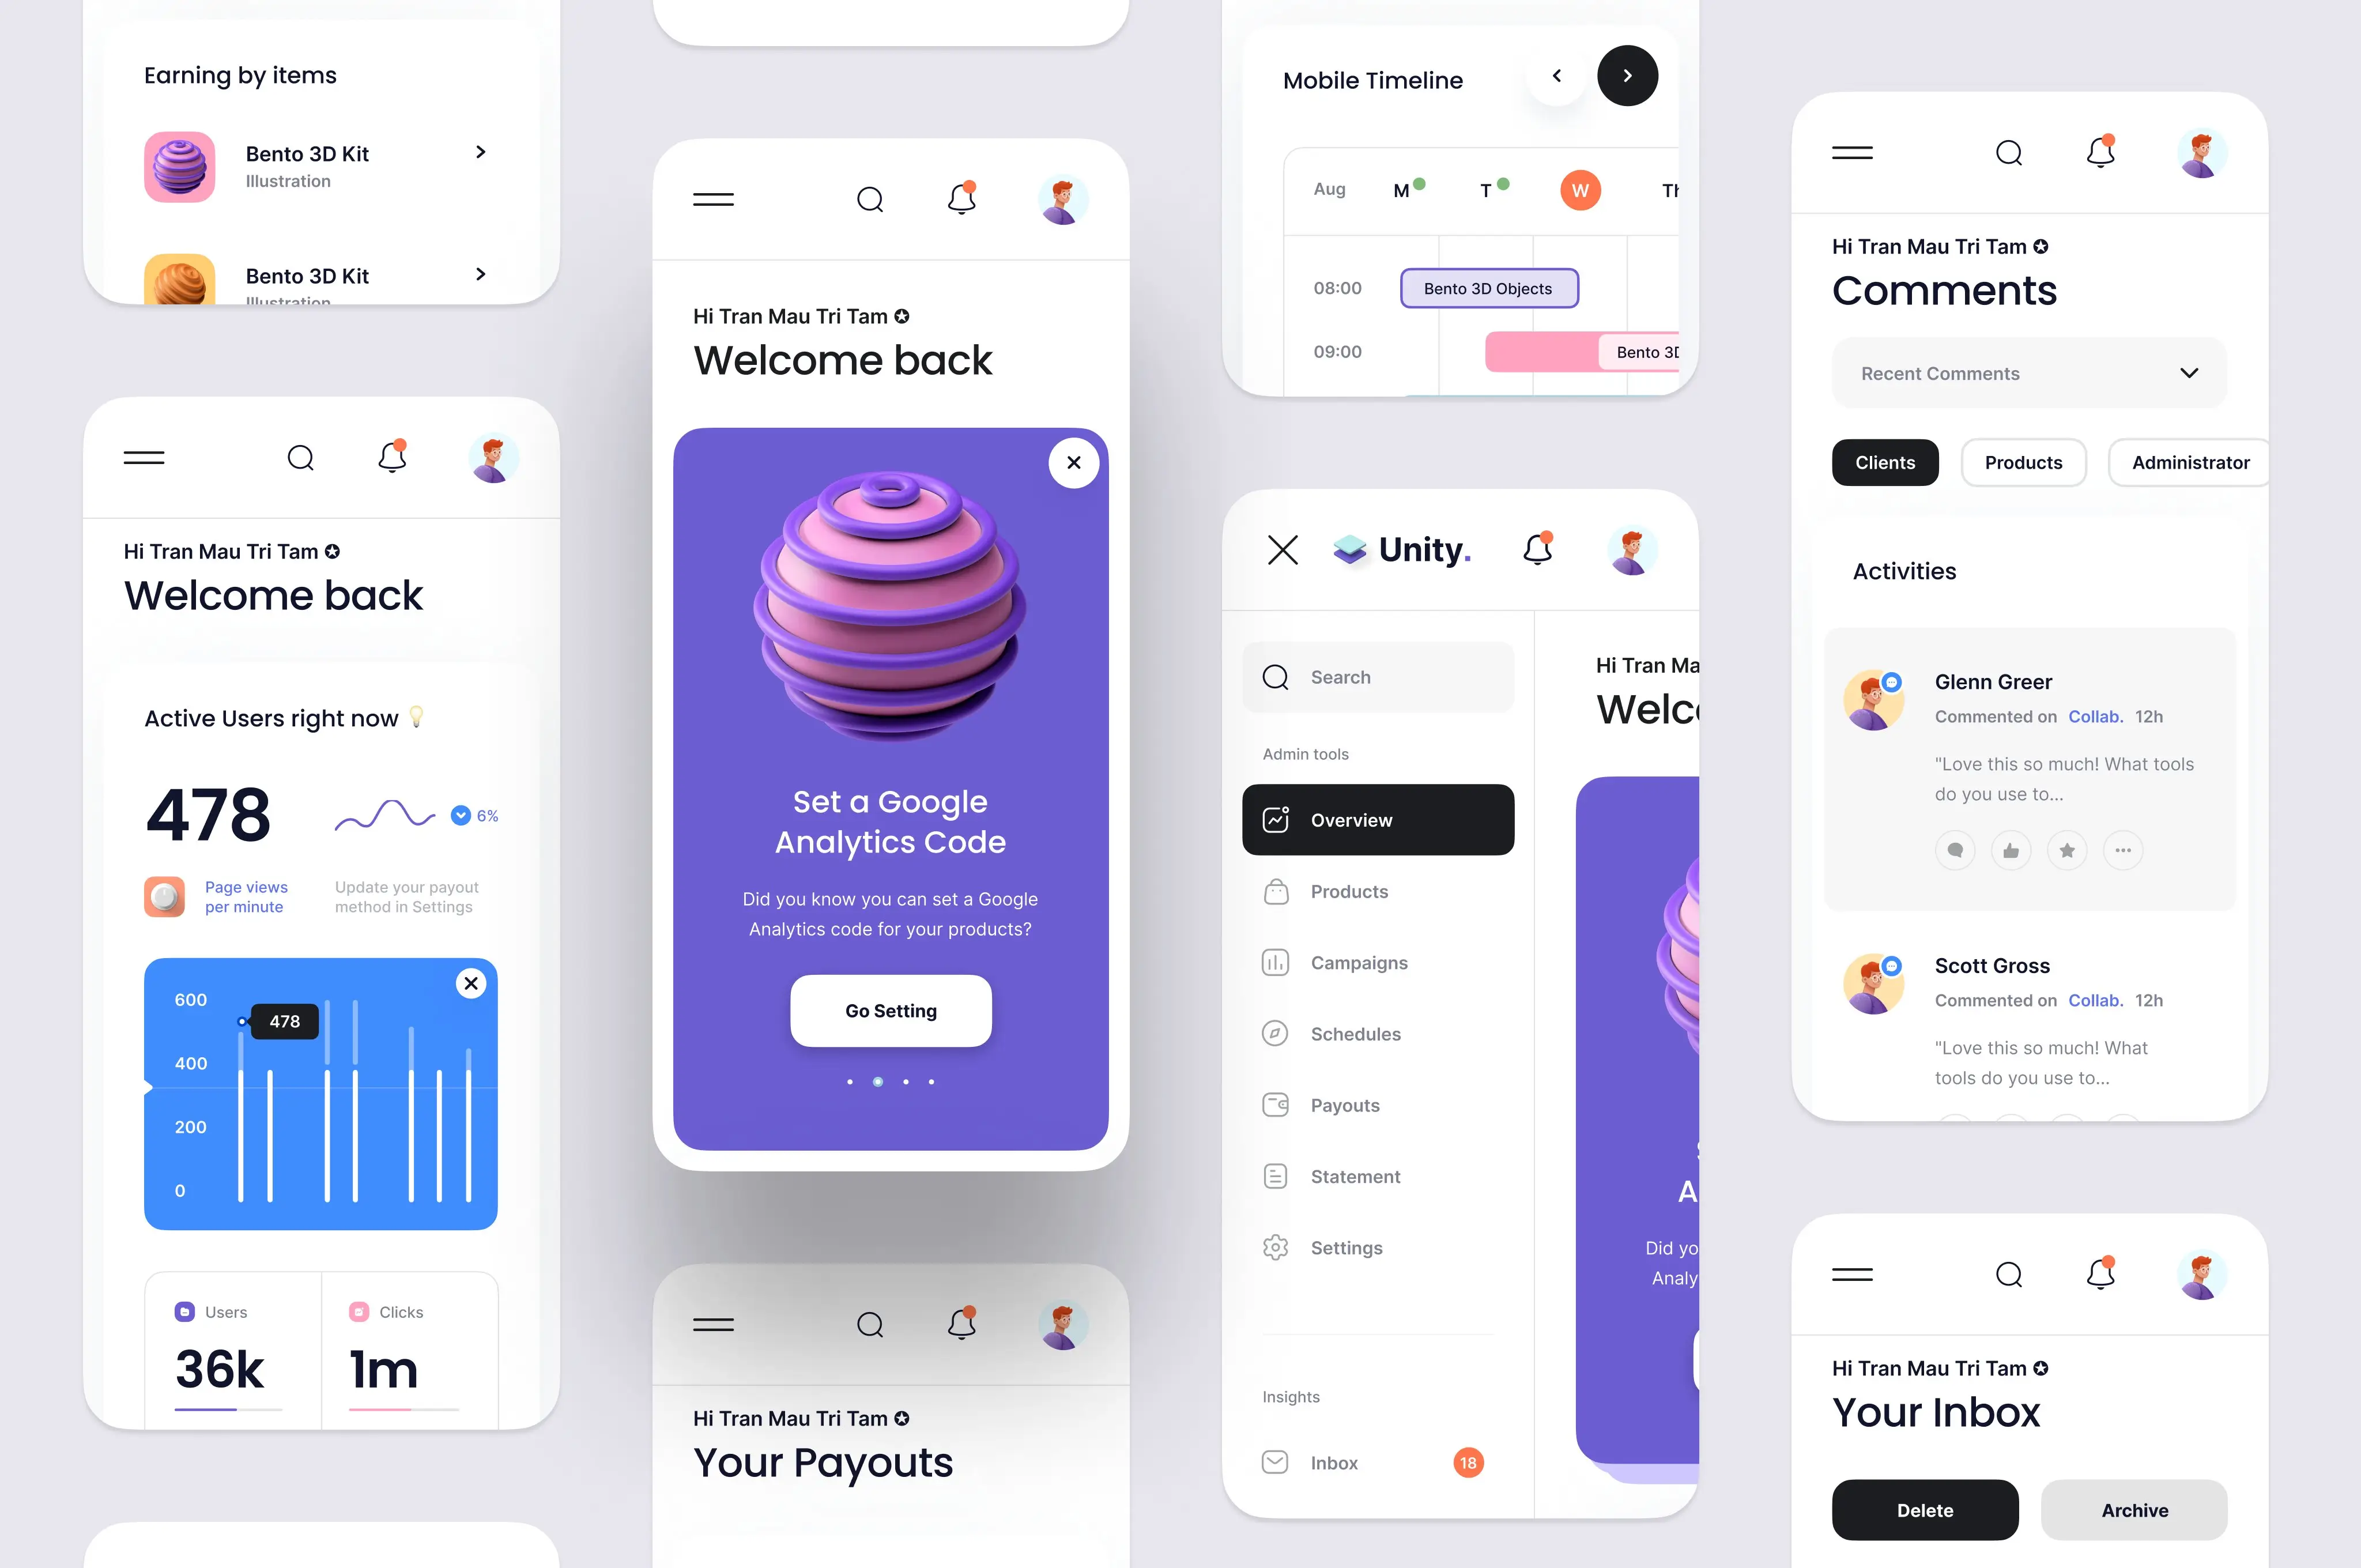 Earning by items
Bento 3D Kit
Illustration
Bento 3D Kit
Illustration
Hi Tran Mau Tri Tam
Welcome back
Active Users right now
478
6%
Page views
per minute
Update your payout
method in Settings
600
478
400
200
0
Users
36k
Clicks
1m
Hi Tran Mau Tri Tam
Welcome back
Set a Google
Analytics Code
Did you know you can set a Google
Analytics code for your products?
Go Setting
Hi Tran Mau Tri Tam
Your Payouts
Mobile Timeline
Aug M T W Th
08:00 Bento 3D Objects
09:00 Bento 3D
Unity.
Search
Admin tools
Overview
Products
Campaigns
Schedules
Payouts
Statement
Settings
Insights
Inbox 18
Hi Tran Ma
Welc
A
Did yo
Analy
Hi Tran Mau Tri Tam
Comments
Recent Comments
Clients Products Administrator
Activities
Glenn Greer
Commented on Collab. 12h
"Love this so much! What tools
do you use to...
Scott Gross
Commented on Collab. 12h
"Love this so much! What
tools do you use to...
Hi Tran Mau Tri Tam
Your Inbox
Delete Archive